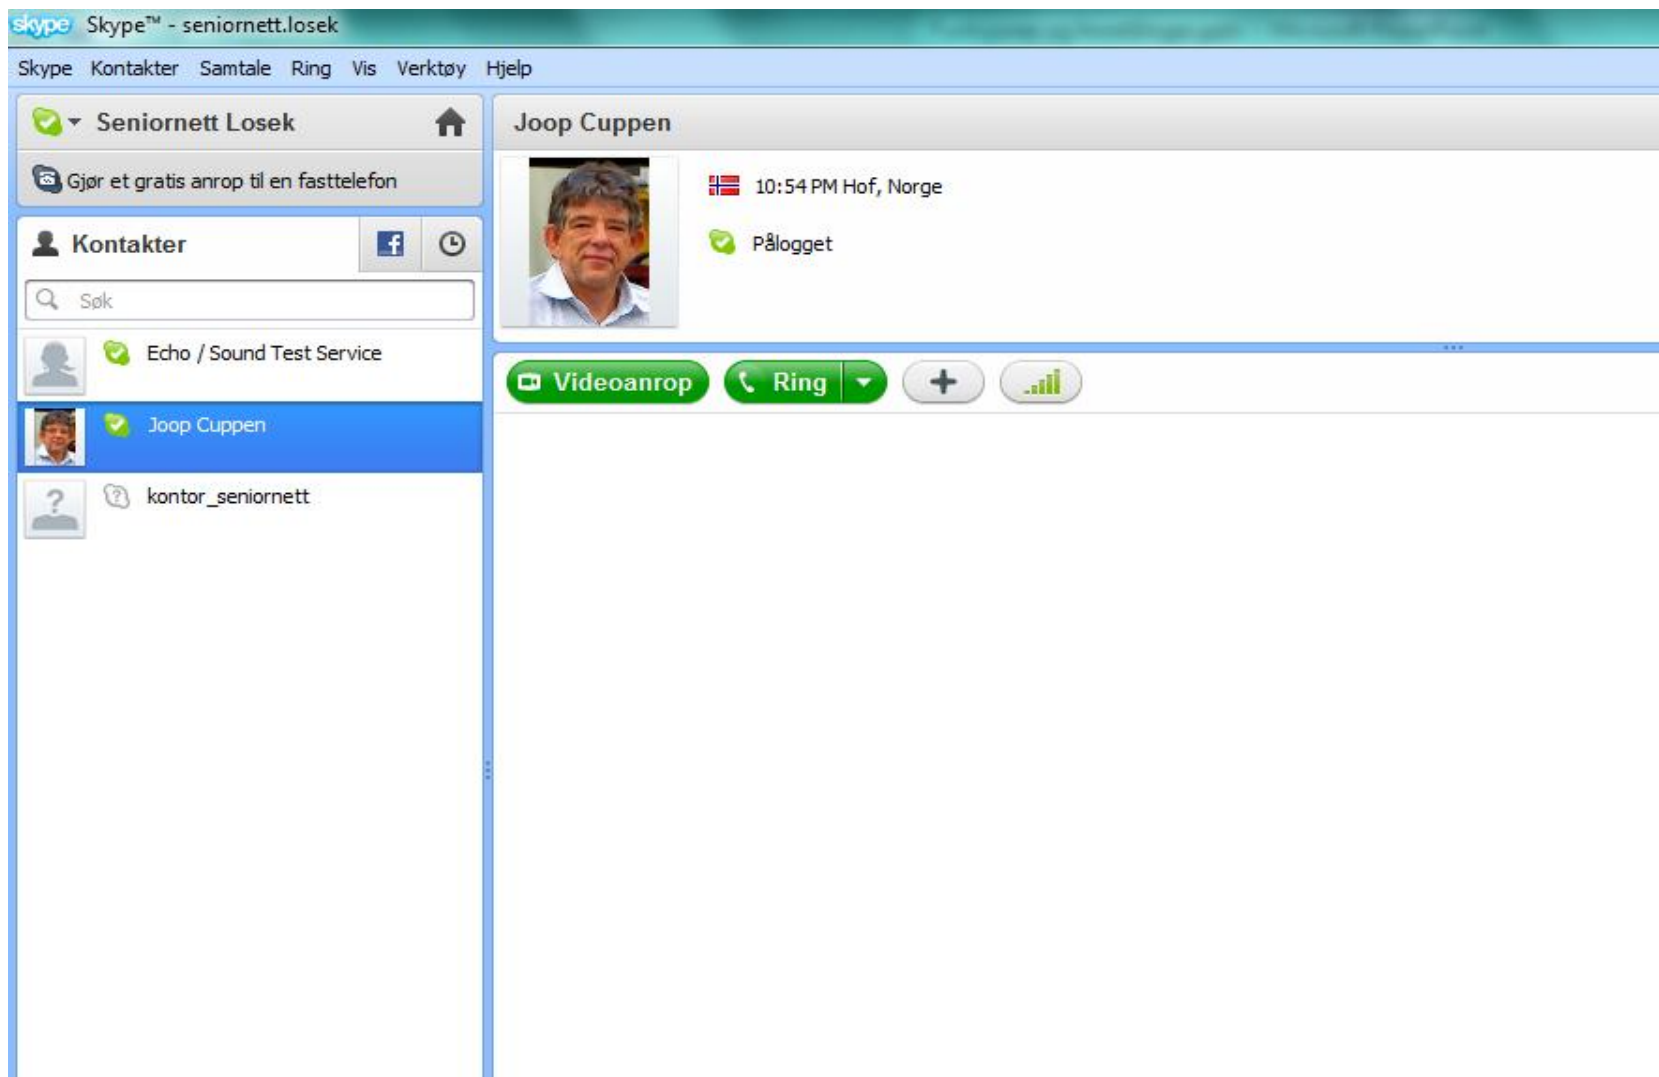 skype Skype™ - seniornett.losek
Skype Kontakter Samtale Ring Vis Verktøy Hjelp
Seniornett Losek
Gjør et gratis anrop til en fasttelefon
Kontakter
Søk
Echo / Sound Test Service
Joop Cuppen
kontor_seniornett
Joop Cuppen
10:54 PM Hof, Norge
Pålogget
Videoanrop Ring